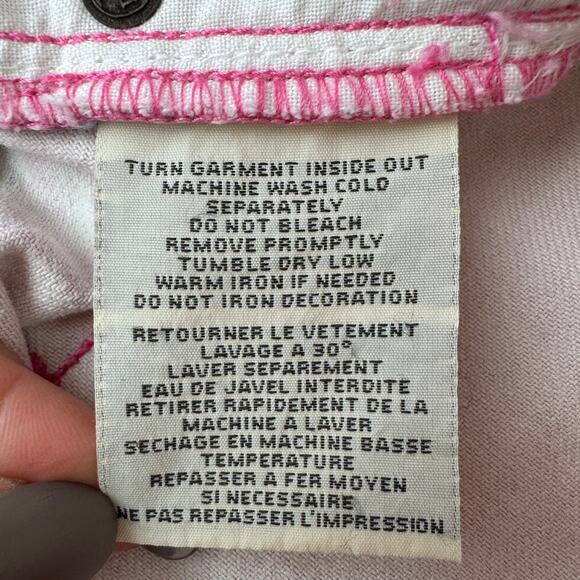 TURN GARMENT INSIDE OUT
MACHINE WASH COLD
SEPARATELY
DO NOT BLEACH
REMOVE PROMPTLY
TUMBLE DRY LOW
WARM IRON IF NEEDED
DO NOT IRON DECORATION
RETOURNER LE VETEMENT
LAVAGE A 30°
LAVER SEPAREMENT
EAU DE JAVEL INTERDITE
RETIRER RAPIDEMENT DE LA
MACHINE A LAVER
SECHAGE EN MACHINE BASSE
TEMPERATURE
REPASSER A FER MOYEN
SI NECESSAIRE
NE PAS REPASSER L'IMPRESSION